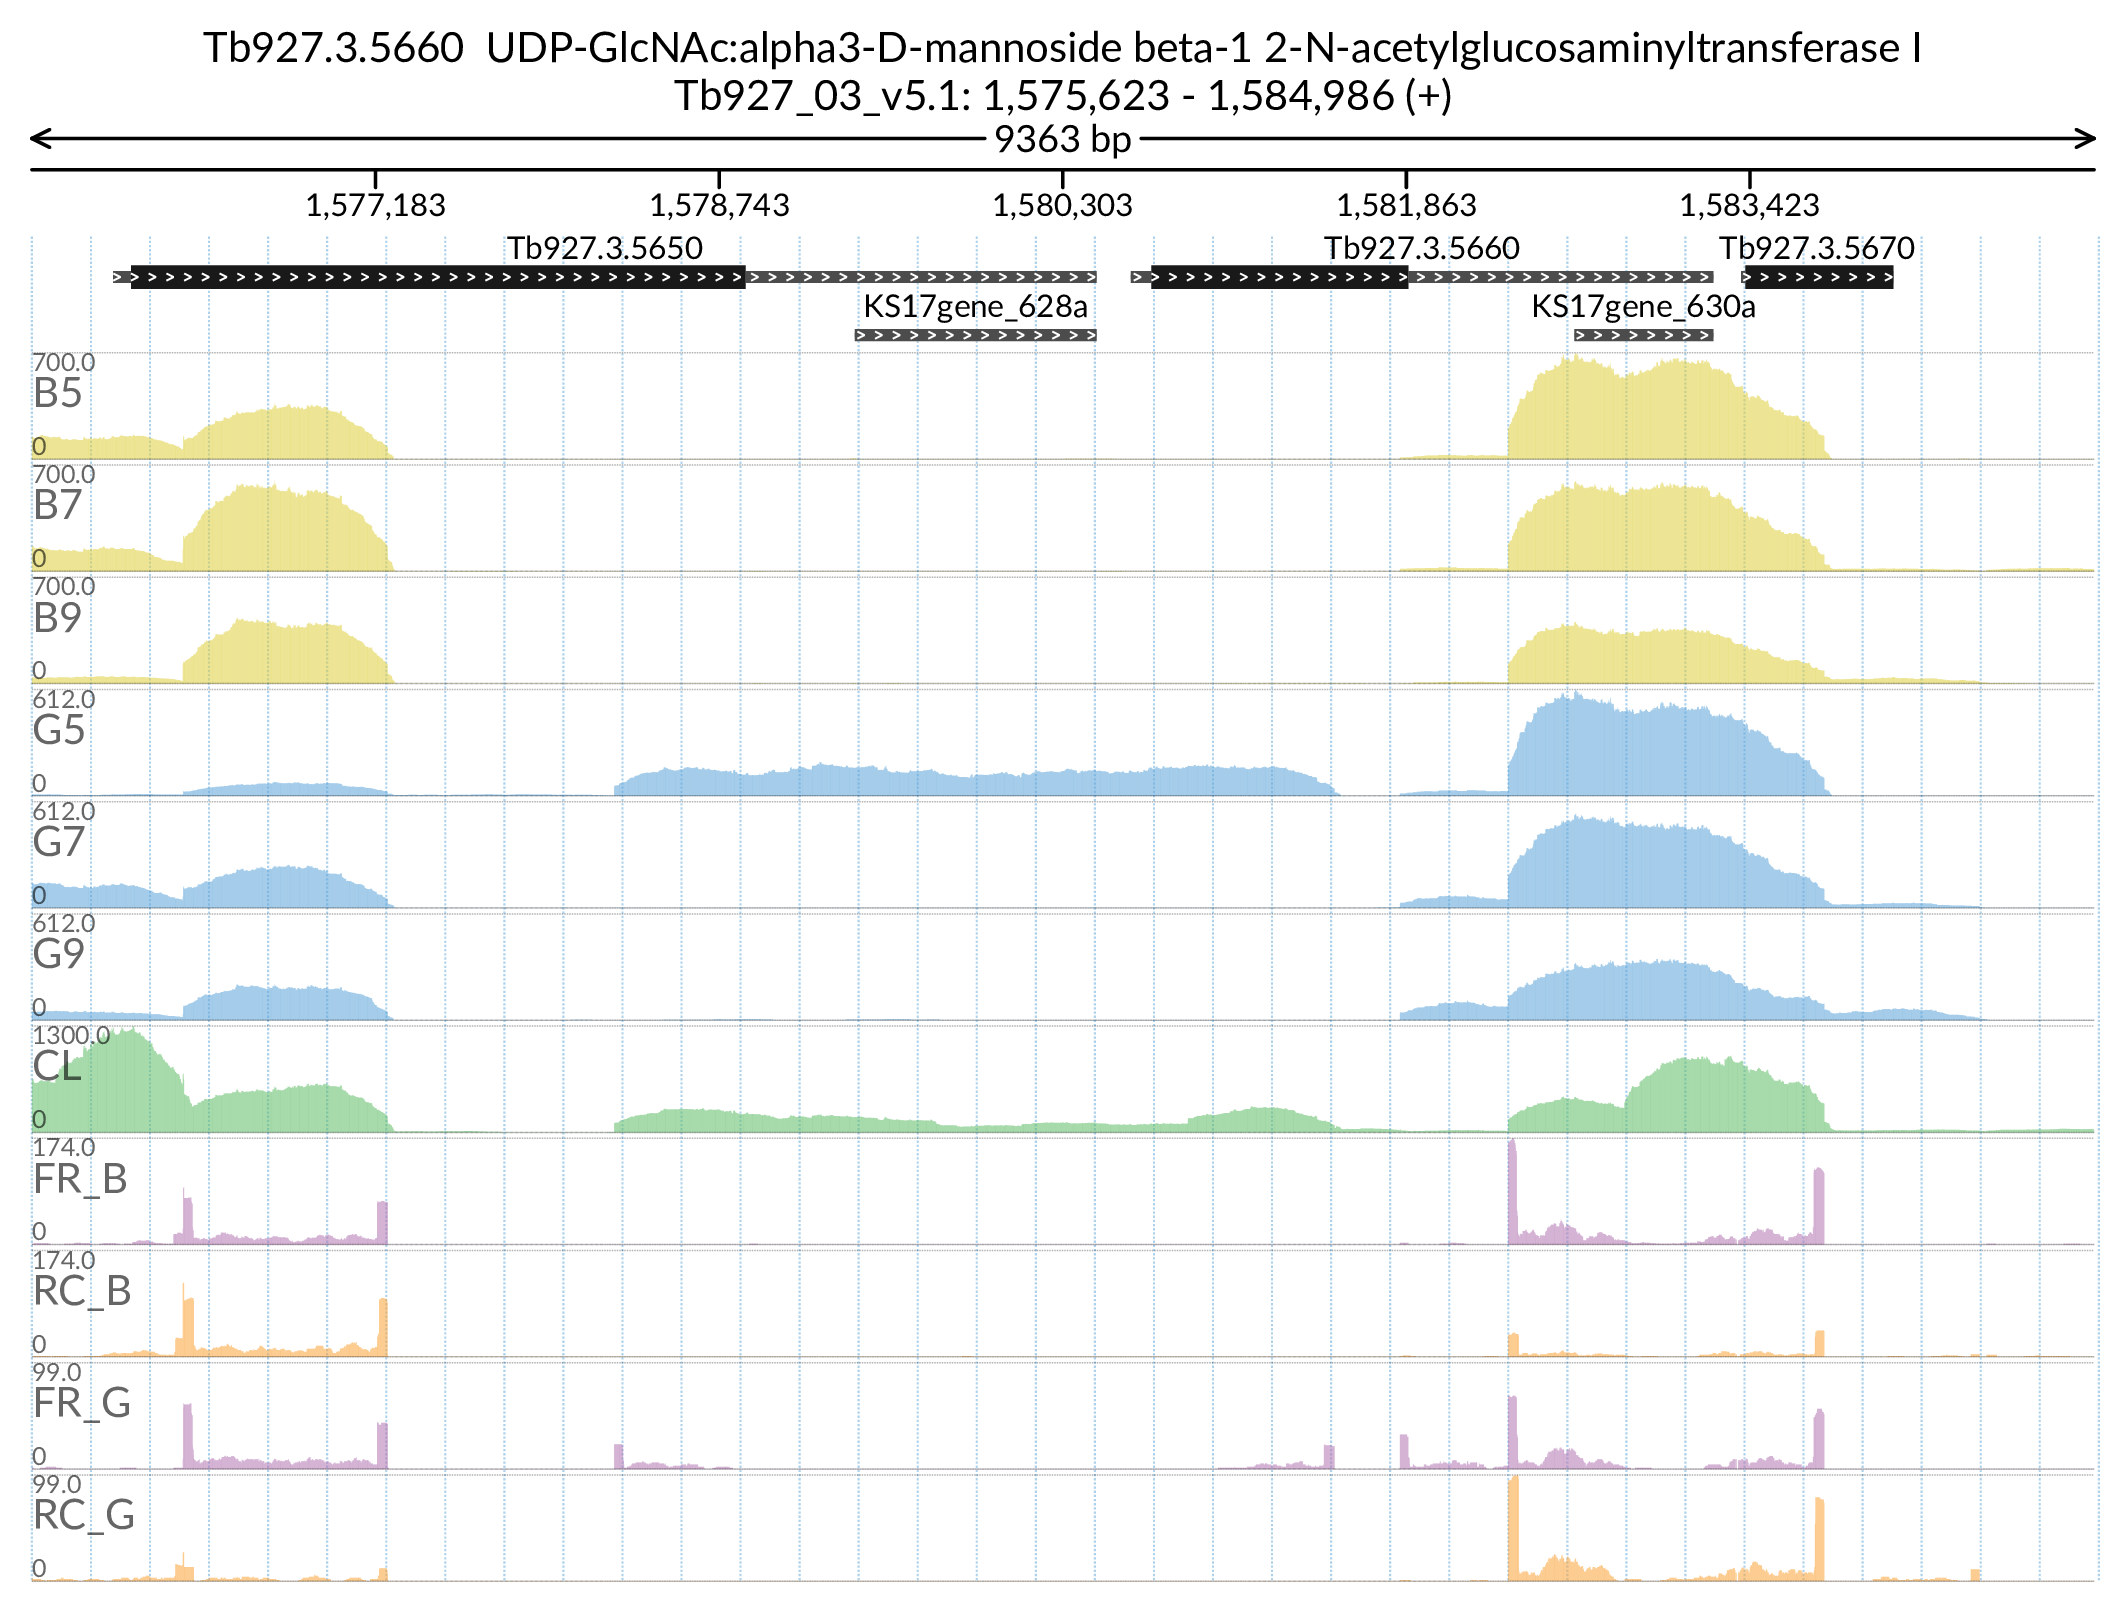 Tb927.3.5660  UDP-GlcNAc:alpha3-D-mannoside beta-1 2-N-acetylglucosaminyltransferase I
Tb927_03_v5.1: 1,575,623 - 1,584,986 (+)
9363 bp
1,577,183 1,578,743 1,580,303 1,581,863 1,583,423
Tb927.3.5650 Tb927.3.5660 Tb927.3.5670
KS17gene_628a KS17gene_630a
700.0
B5
0
700.0
B7
0
700.0
B9
0
612.0
G5
0
612.0
G7
0
612.0
G9
0
1300.0
CL
0
174.0
FR_B
0
174.0
RC_B
0
99.0
FR_G
0
99.0
RC_G
0